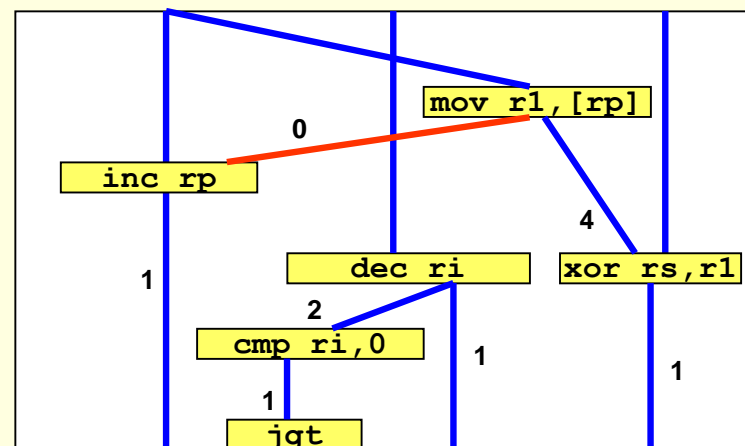 mov r1,[rp]
0
inc rp
4
1
dec ri
xor rs,r1
2
cmp ri,0
1
1
1
jgt